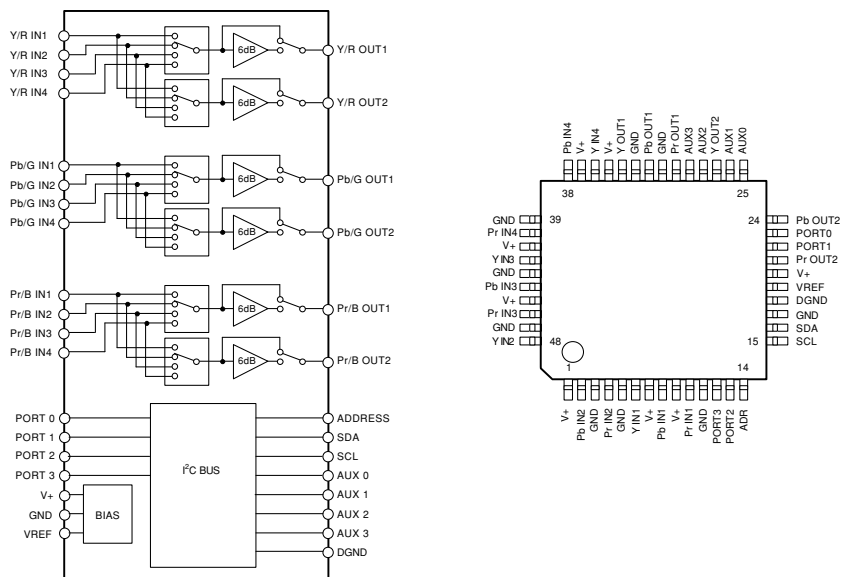 Y/R IN1
Y/R IN2
Y/R IN3
Y/R IN4
6dB
6dB
Y/R OUT1
Y/R OUT2
Pb/G IN1
Pb/G IN2
Pb/G IN3
Pb/G IN4
6dB
6dB
Pb/G OUT1
Pb/G OUT2
Pr/B IN1
Pr/B IN2
Pr/B IN3
Pr/B IN4
6dB
6dB
Pr/B OUT1
Pr/B OUT2
PORT 0
PORT 1
PORT 2
PORT 3
V+
GND
VREF
BIAS
I²C BUS
ADDRESS
SDA
SCL
AUX 0
AUX 1
AUX 2
AUX 3
DGND
Pb IN4
V+
Y IN4
V+
Y OUT1
GND
Pb OUT1
GND
Pr OUT1
AUX3
AUX2
Y OUT2
AUX1
AUX0
38
25
39
24
48
15
1
14
GND
Pr IN4
V+
Y IN3
GND
Pb IN3
V+
Pr IN3
GND
Y IN2
Pb OUT2
PORT0
PORT1
Pr OUT2
V+
VREF
DGND
GND
SDA
SCL
V+
Pb IN2
GND
Pr IN2
GND
Y IN1
V+
Pb IN1
V+
Pr IN1
GND
PORT3
PORT2
ADR